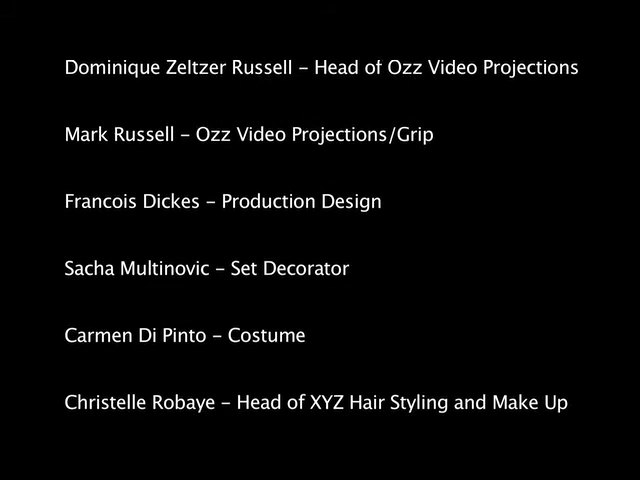 Dominique Zeltzer Russell - Head of Ozz Video Projections
Mark Russell - Ozz Video Projections/Grip
Francois Dickes - Production Design
Sacha Multinovic - Set Decorator
Carmen Di Pinto - Costume
Christelle Robaye - Head of XYZ Hair Styling and Make Up